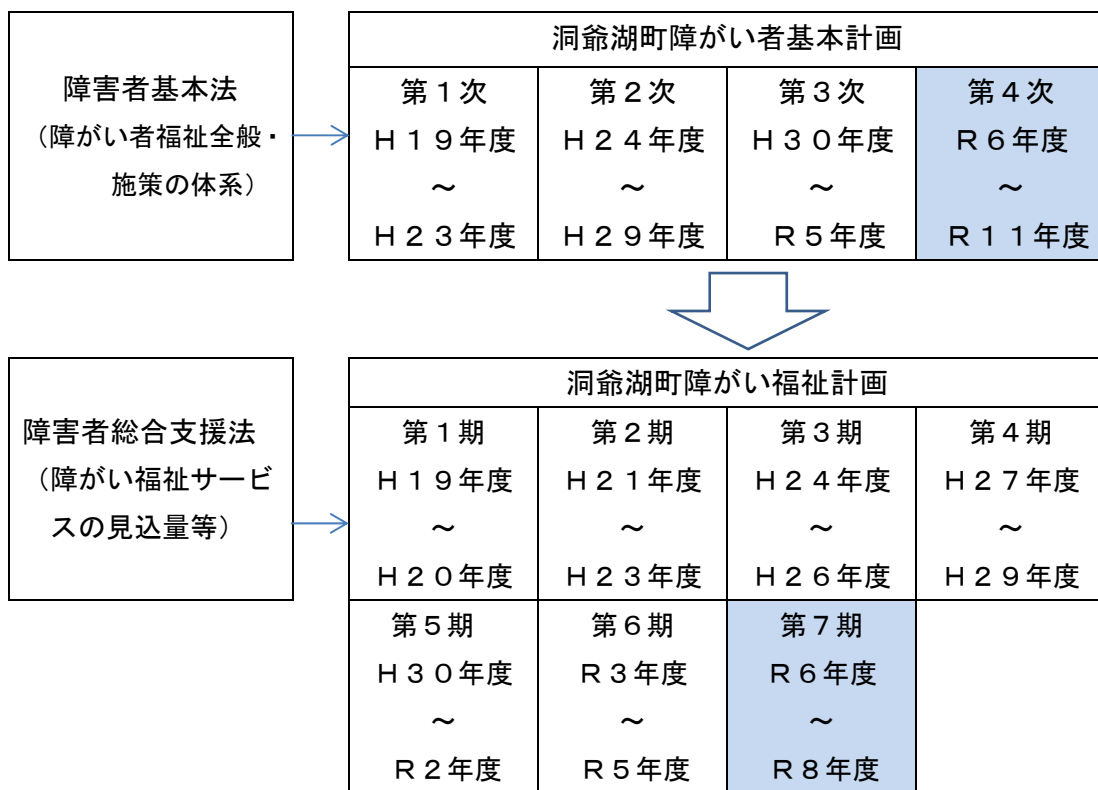 障害者基本法
（障がい者福祉全般・
施策の体系）
洞爺湖町障がい者基本計画
第１次
Ｈ１９年度
～
Ｈ２３年度
第２次
Ｈ２４年度
～
Ｈ２９年度
第３次
Ｈ３０年度
～
Ｒ５年度
第４次
Ｒ６年度
～
Ｒ１１年度
障害者総合支援法
（障がい福祉サービ
スの見込量等）
洞爺湖町障がい福祉計画
第１期
Ｈ１９年度
～
Ｈ２０年度
第２期
Ｈ２１年度
～
Ｈ２３年度
第３期
Ｈ２４年度
～
Ｈ２６年度
第４期
Ｈ２７年度
～
Ｈ２９年度
第５期
Ｈ３０年度
～
Ｒ２年度
第６期
Ｒ３年度
～
Ｒ５年度
第７期
Ｒ６年度
～
Ｒ８年度